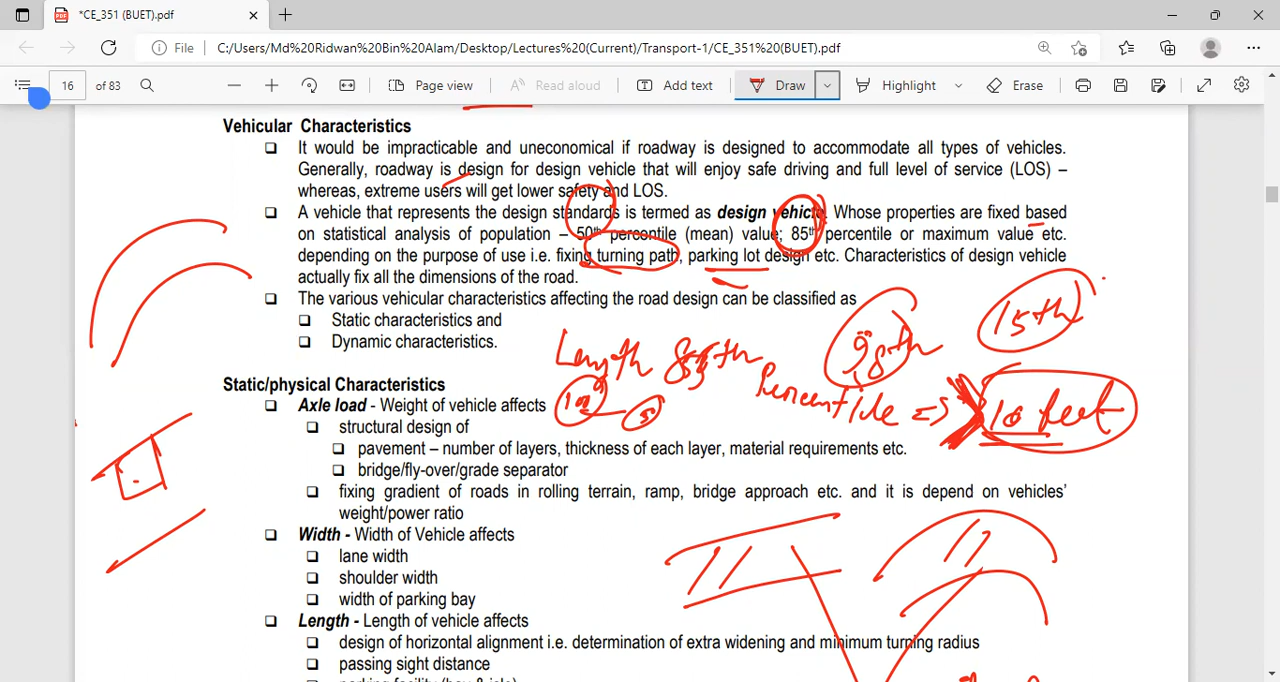 *CE_351 (BUET).pdf
File C:/Users/Md%20Ridwan%20Bin%20Alam/Desktop/Lectures%20(Current)/Transport-1/CE_351%20(BUET).pdf
16 of 83 Page view Read aloud Add text Draw Highlight Erase
Vehicular Characteristics
It would be impracticable and uneconomical if roadway is designed to accommodate all types of vehicles.
Generally, roadway is design for design vehicle that will enjoy safe driving and full level of service (LOS) –
whereas, extreme users will get lower safety and LOS.
A vehicle that represents the design standards is termed as design vehicle. Whose properties are fixed based
on statistical analysis of population – 50th percentile (mean) value; 85th percentile or maximum value etc.
depending on the purpose of use i.e. fixing turning path, parking lot design etc. Characteristics of design vehicle
actually fix all the dimensions of the road.
The various vehicular characteristics affecting the road design can be classified as
Static characteristics and
15th
Dynamic characteristics.
Length 85th
98th
Percentile => 10 feet
Static/physical Characteristics
Axle load - Weight of vehicle affects
structural design of
pavement – number of layers, thickness of each layer, material requirements etc.
bridge/fly-over/grade separator
fixing gradient of roads in rolling terrain, ramp, bridge approach etc. and it is depend on vehicles'
weight/power ratio
Width - Width of Vehicle affects
lane width
shoulder width
width of parking bay
Length - Length of vehicle affects
design of horizontal alignment i.e. determination of extra widening and minimum turning radius
passing sight distance
parking facility (bay & isle)